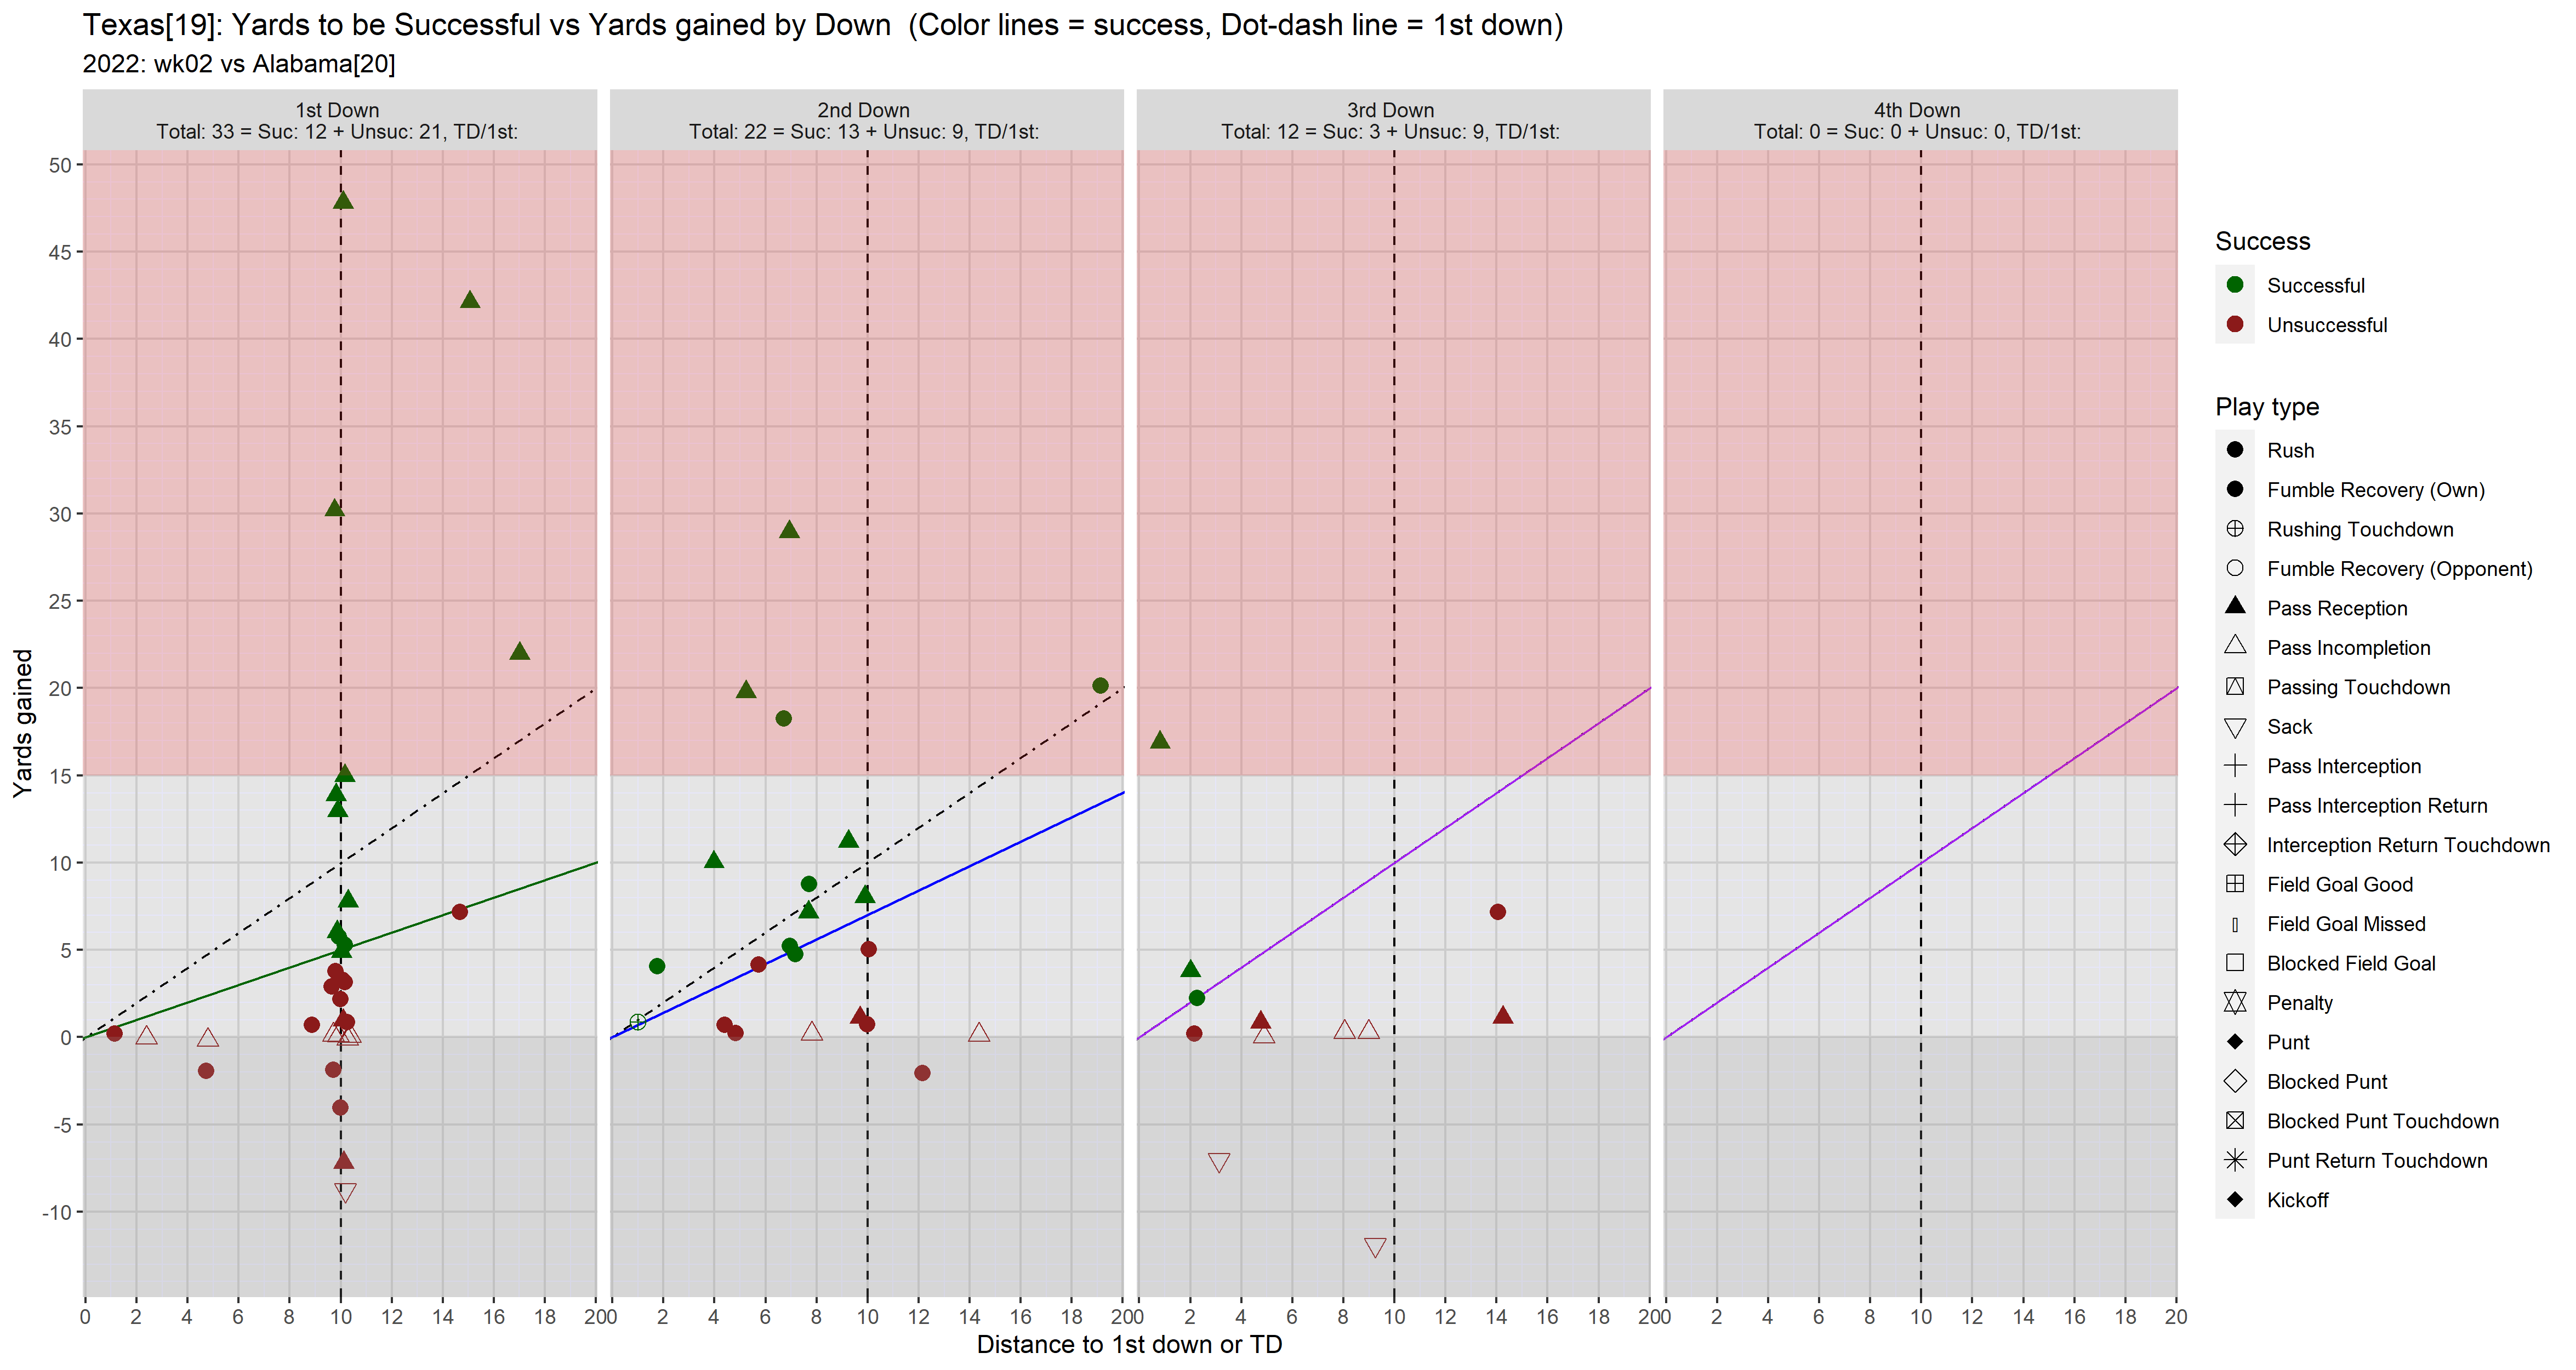 Texas[19]: Yards to be Successful vs Yards gained by Down  (Color lines = success, Dot-dash line = 1st down)
2022: wk02 vs Alabama[20]
1st Down
Total: 33 = Suc: 12 + Unsuc: 21, TD/1st:
2nd Down
Total: 22 = Suc: 13 + Unsuc: 9, TD/1st:
3rd Down
Total: 12 = Suc: 3 + Unsuc: 9, TD/1st:
4th Down
Total: 0 = Suc: 0 + Unsuc: 0, TD/1st:
Yards gained
50
45
40
35
30
25
20
15
10
5
0
-5
-10
0 2 4 6 8 10 12 14 16 18 20
0 2 4 6 8 10 12 14 16 18 20
0 2 4 6 8 10 12 14 16 18 20
0 2 4 6 8 10 12 14 16 18 20
Distance to 1st down or TD
Success
Successful
Unsuccessful
Play type
Rush
Fumble Recovery (Own)
Rushing Touchdown
Fumble Recovery (Opponent)
Pass Reception
Pass Incompletion
Passing Touchdown
Sack
Pass Interception
Pass Interception Return
Interception Return Touchdown
Field Goal Good
Field Goal Missed
Blocked Field Goal
Penalty
Punt
Blocked Punt
Blocked Punt Touchdown
Punt Return Touchdown
Kickoff